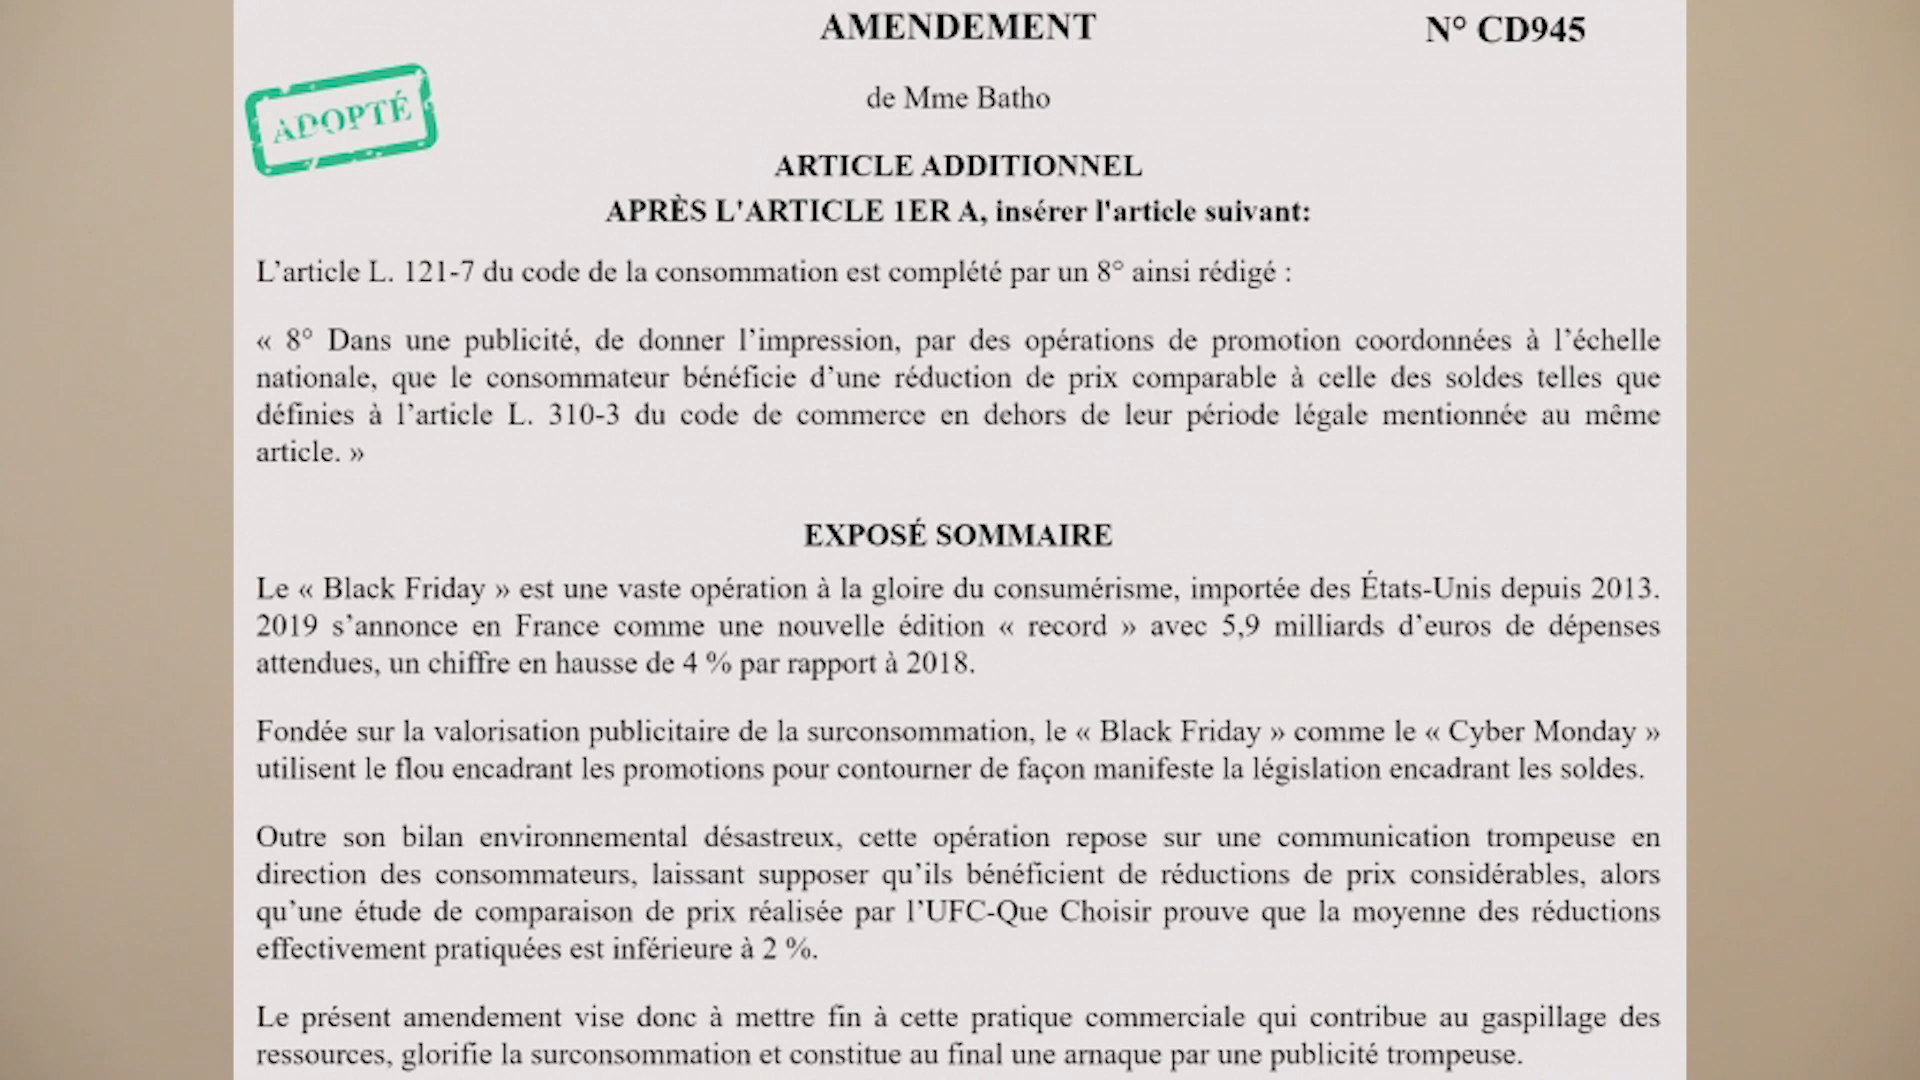 AMENDEMENT
N° CD945
de Mme Batho
ADOPTÉ
ARTICLE ADDITIONNEL
APRÈS L'ARTICLE 1ER A, insérer l'article suivant:
L’article L. 121-7 du code de la consommation est complété par un 8° ainsi rédigé :
« 8° Dans une publicité, de donner l’impression, par des opérations de promotion coordonnées à l’échelle
nationale, que le consommateur bénéficie d’une réduction de prix comparable à celle des soldes telles que
définies à l’article L. 310-3 du code de commerce en dehors de leur période légale mentionnée au même
article. »
EXPOSÉ SOMMAIRE
Le « Black Friday » est une vaste opération à la gloire du consumérisme, importée des États-Unis depuis 2013.
2019 s’annonce en France comme une nouvelle édition « record » avec 5,9 milliards d’euros de dépenses
attendues, un chiffre en hausse de 4 % par rapport à 2018.
Fondée sur la valorisation publicitaire de la surconsommation, le « Black Friday » comme le « Cyber Monday »
utilisent le flou encadrant les promotions pour contourner de façon manifeste la législation encadrant les soldes.
Outre son bilan environnemental désastreux, cette opération repose sur une communication trompeuse en
direction des consommateurs, laissant supposer qu’ils bénéficient de réductions de prix considérables, alors
qu’une étude de comparaison de prix réalisée par l’UFC-Que Choisir prouve que la moyenne des réductions
effectivement pratiquées est inférieure à 2 %.
Le présent amendement vise donc à mettre fin à cette pratique commerciale qui contribue au gaspillage des
ressources, glorifie la surconsommation et constitue au final une arnaque par une publicité trompeuse.